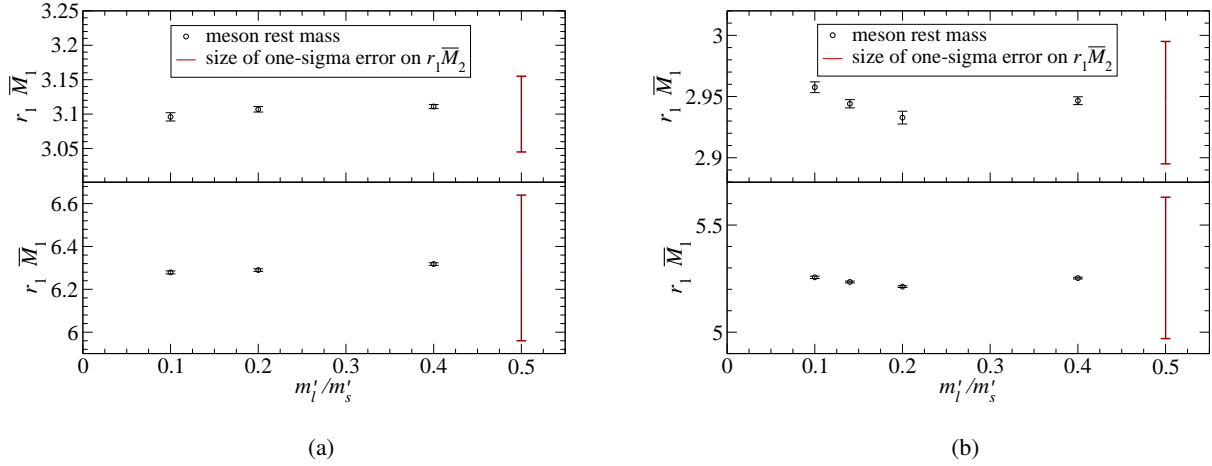 3.25
3.2
3.15
3.1
3.05
r₁ M̅₁
meson rest mass
size of one-sigma error on r₁M̅₂
6.6
6.4
6.2
6
r₁ M̅₁
0 0.1 0.2 0.3 0.4 0.5
m′ₗ/m′ₛ
(a)
3
2.95
2.9
r₁ M̅₁
meson rest mass
size of one-sigma error on r₁M̅₂
5.5
5
r₁ M̅₁
0 0.1 0.2 0.3 0.4 0.5
m′ₗ/m′ₛ
(b)